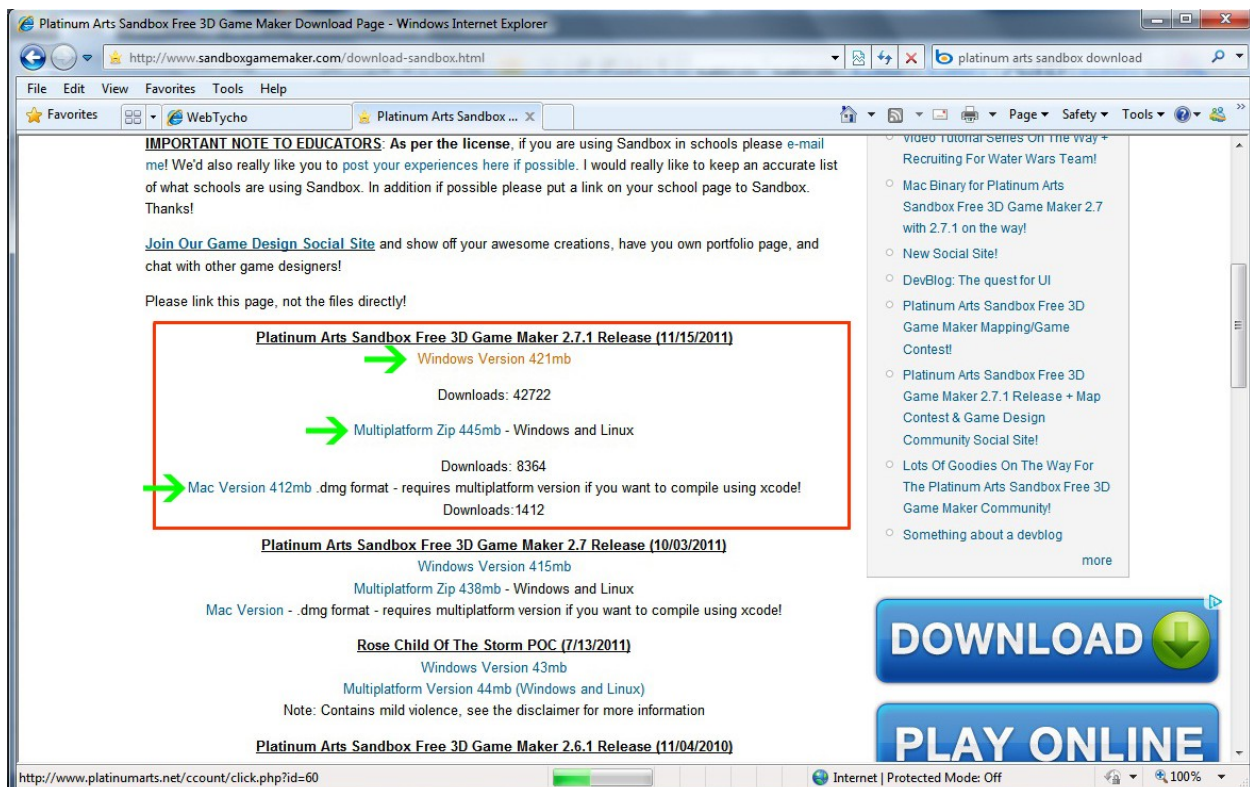 Platinum Arts Sandbox Free 3D Game Maker Download Page - Windows Internet Explorer
http://www.sandboxgamemaker.com/download-sandbox.html
platinum arts sandbox download
File Edit View Favorites Tools Help
Favorites
WebTycho
Platinum Arts Sandbox ... X
Page Safety Tools
IMPORTANT NOTE TO EDUCATORS: As per the license, if you are using Sandbox in schools please e-mail
me! We'd also really like you to post your experiences here if possible. I would really like to keep an accurate list
of what schools are using Sandbox. In addition if possible please put a link on your school page to Sandbox.
Thanks!
Join Our Game Design Social Site and show off your awesome creations, have you own portfolio page, and
chat with other game designers!
Please link this page, not the files directly!
Platinum Arts Sandbox Free 3D Game Maker 2.7.1 Release (11/15/2011)
Windows Version 421mb
Downloads: 42722
Multiplatform Zip 445mb - Windows and Linux
Downloads: 8364
Mac Version 412mb .dmg format - requires multiplatform version if you want to compile using xcode!
Downloads:1412
Platinum Arts Sandbox Free 3D Game Maker 2.7 Release (10/03/2011)
Windows Version 415mb
Multiplatform Zip 438mb - Windows and Linux
Mac Version - .dmg format - requires multiplatform version if you want to compile using xcode!
Rose Child Of The Storm POC (7/13/2011)
Windows Version 43mb
Multiplatform Version 44mb (Windows and Linux)
Note: Contains mild violence, see the disclaimer for more information
Platinum Arts Sandbox Free 3D Game Maker 2.6.1 Release (11/04/2010)
Video Tutorial Series On The Way +
Recruiting For Water Wars Team!
Mac Binary for Platinum Arts
Sandbox Free 3D Game Maker 2.7
with 2.7.1 on the way!
New Social Site!
DevBlog: The quest for UI
Platinum Arts Sandbox Free 3D
Game Maker Mapping/Game
Contest!
Platinum Arts Sandbox Free 3D
Game Maker 2.7.1 Release + Map
Contest & Game Design
Community Social Site!
Lots Of Goodies On The Way For
The Platinum Arts Sandbox Free 3D
Game Maker Community!
Something about a devblog
more
DOWNLOAD
PLAY ONLINE
http://www.platinumarts.net/ccount/click.php?id=60
Internet | Protected Mode: Off
100%